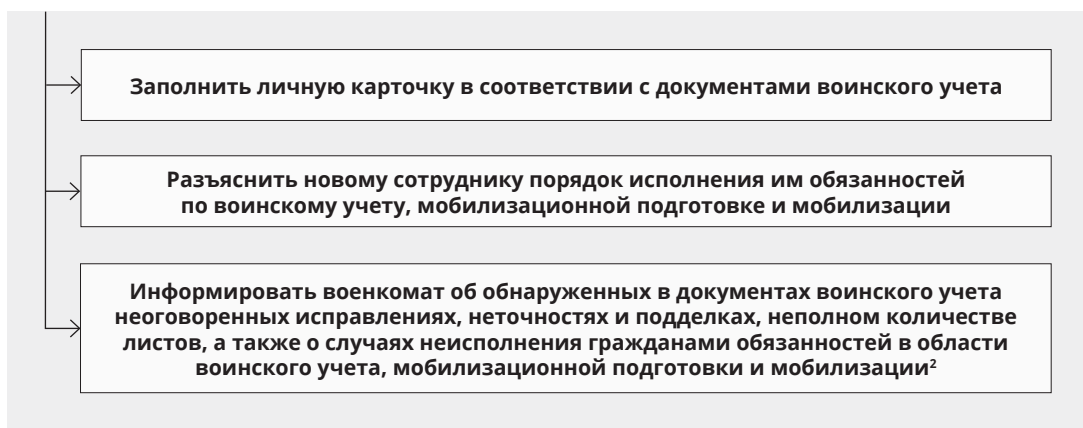 Заполнить личную карточку в соответствии с документами воинского учета
Разъяснить новому сотруднику порядок исполнения им обязанностей
по воинскому учету, мобилизационной подготовке и мобилизации
Информировать военкомат об обнаруженных в документах воинского учета
неоговоренных исправлениях, неточностях и подделках, неполном количестве
листов, а также о случаях неисполнения гражданами обязанностей в области
воинского учета, мобилизационной подготовки и мобилизации²